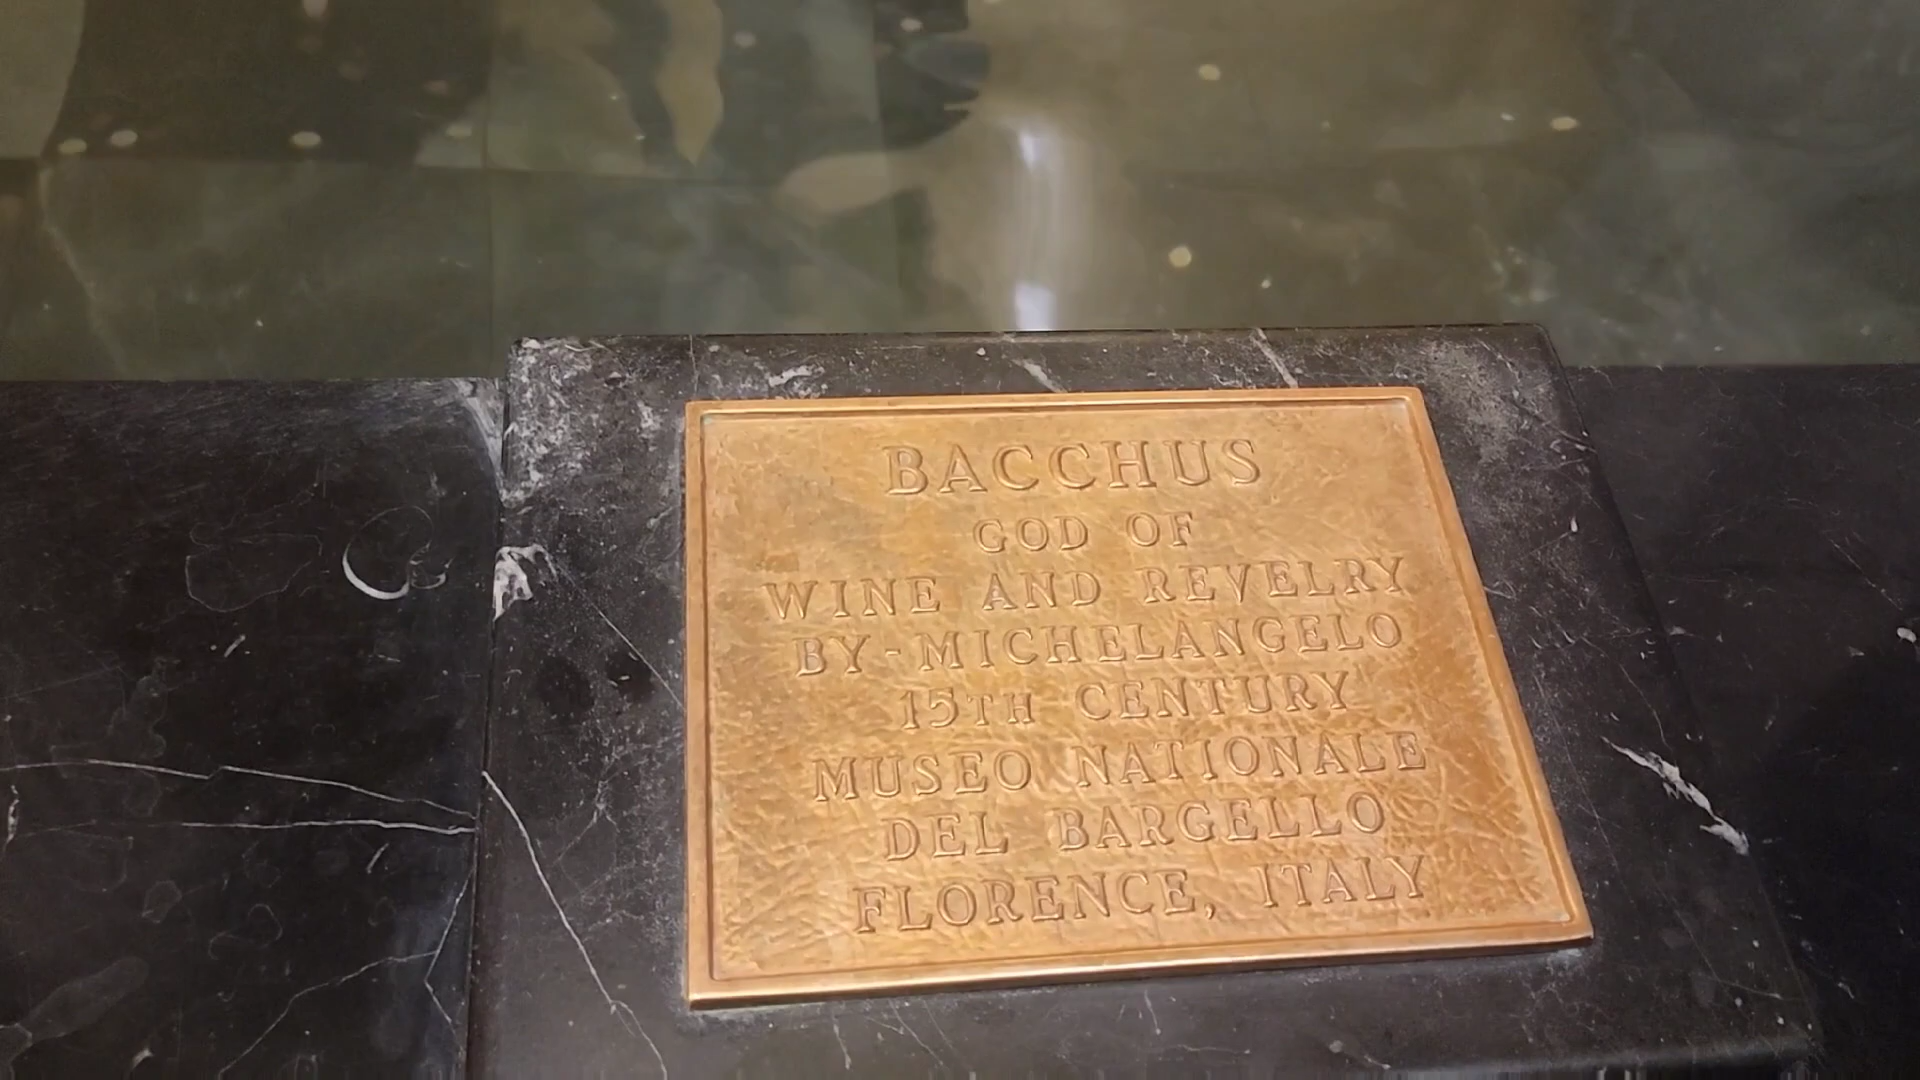 BACCHUS
GOD OF
WINE AND REVELRY
BY-MICHELANGELO
15TH CENTURY
MUSEO NATIONALE
DEL BARGELLO
FLORENCE, ITALY